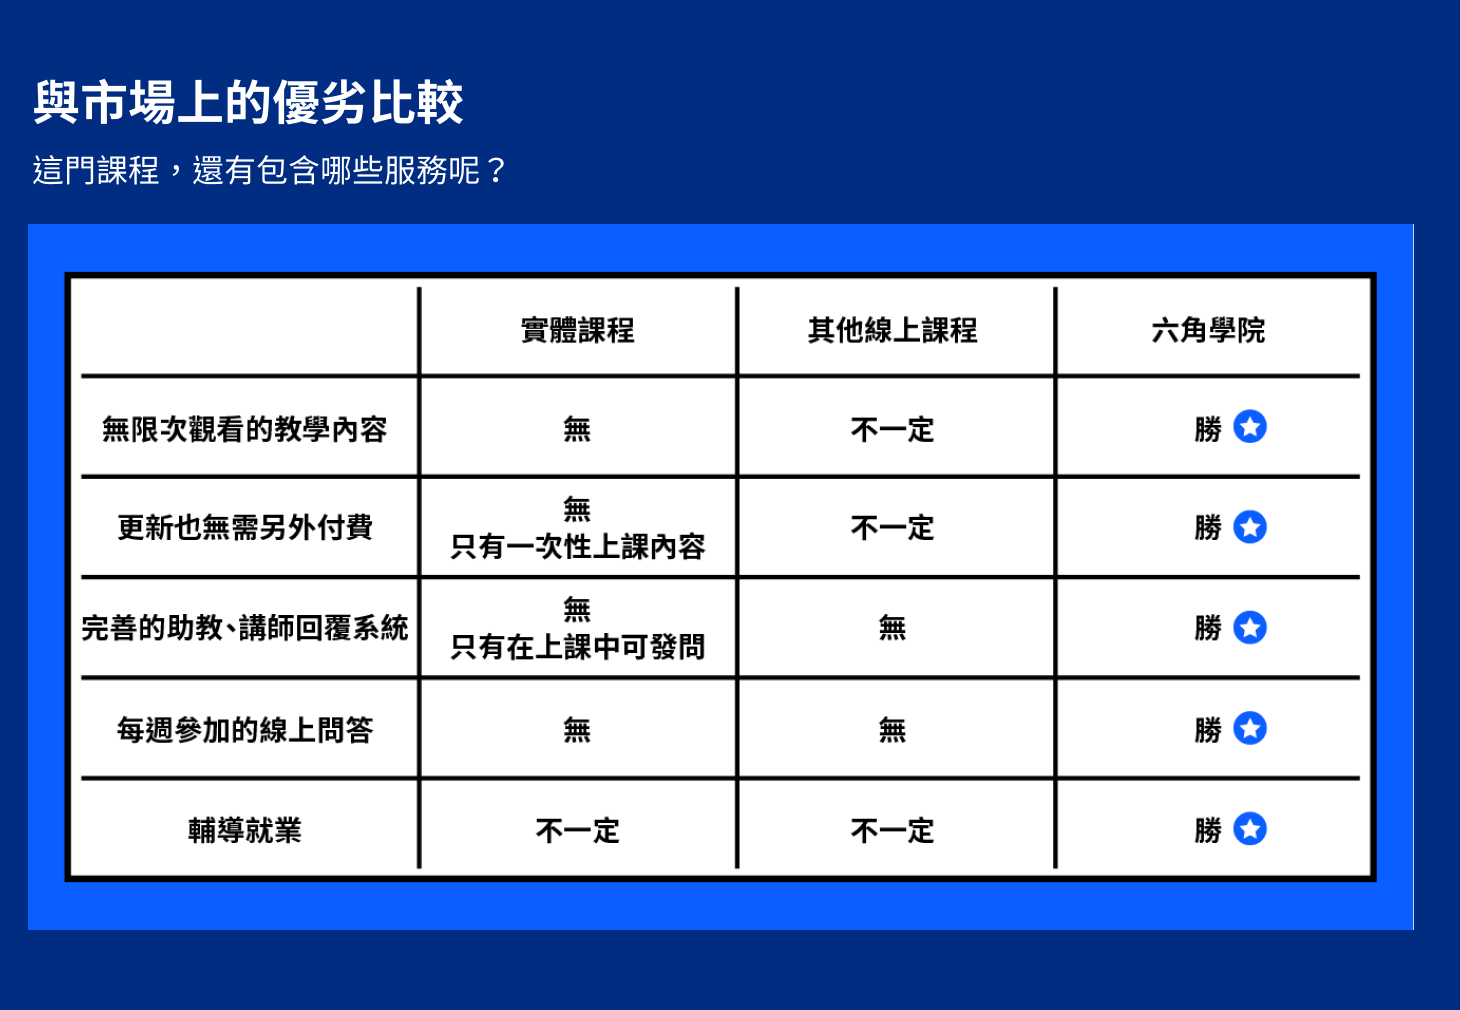 與市場上的優劣比較
這門課程，還有包含哪些服務呢？
實體課程 其他線上課程 六角學院
無限次觀看的教學內容 無 不一定 勝
更新也無需另外付費 無 只有一次性上課內容 不一定 勝
完善的助教、講師回覆系統 無 只有在上課中可發問 無 勝
每週參加的線上問答 無 無 勝
輔導就業 不一定 不一定 勝